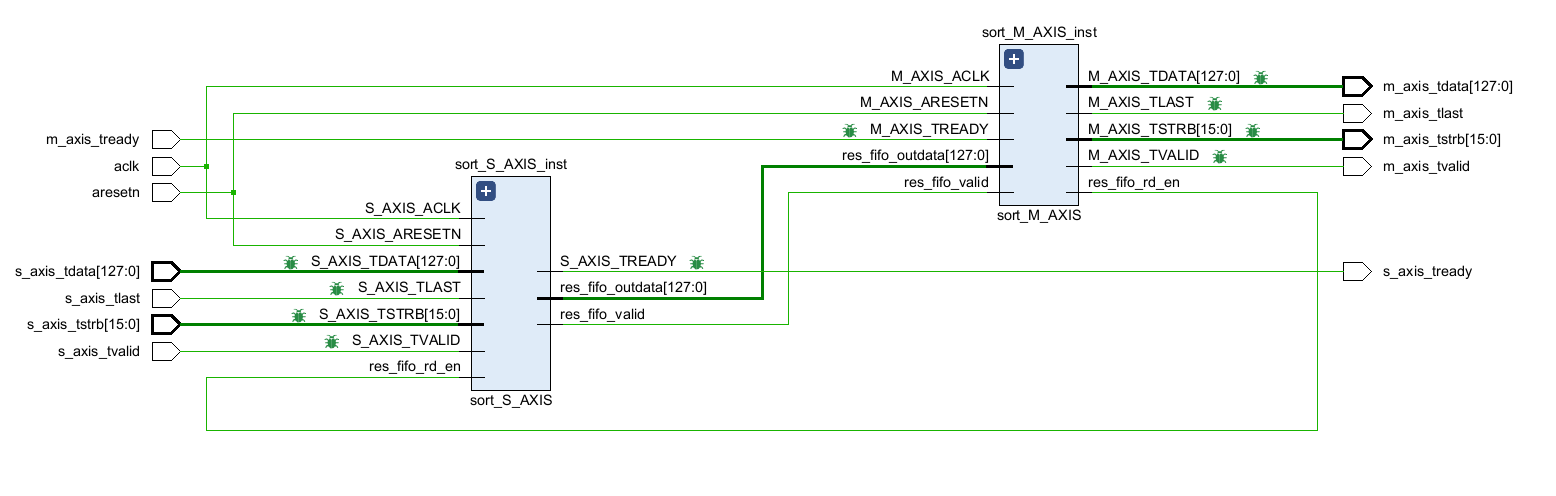 sort_M_AXIS_inst
M_AXIS_ACLK
M_AXIS_TDATA[127:0]
m_axis_tdata[127:0]
M_AXIS_ARESETN
M_AXIS_TLAST
m_axis_tlast
m_axis_tready
M_AXIS_TREADY
M_AXIS_TSTRB[15:0]
m_axis_tstrb[15:0]
aclk
sort_S_AXIS_inst
res_fifo_outdata[127:0]
M_AXIS_TVALID
m_axis_tvalid
aresetn
res_fifo_valid
res_fifo_rd_en
S_AXIS_ACLK
sort_M_AXIS
S_AXIS_ARESETN
s_axis_tdata[127:0]
S_AXIS_TDATA[127:0]
S_AXIS_TREADY
s_axis_tready
s_axis_tlast
S_AXIS_TLAST
res_fifo_outdata[127:0]
s_axis_tstrb[15:0]
S_AXIS_TSTRB[15:0]
res_fifo_valid
s_axis_tvalid
S_AXIS_TVALID
res_fifo_rd_en
sort_S_AXIS